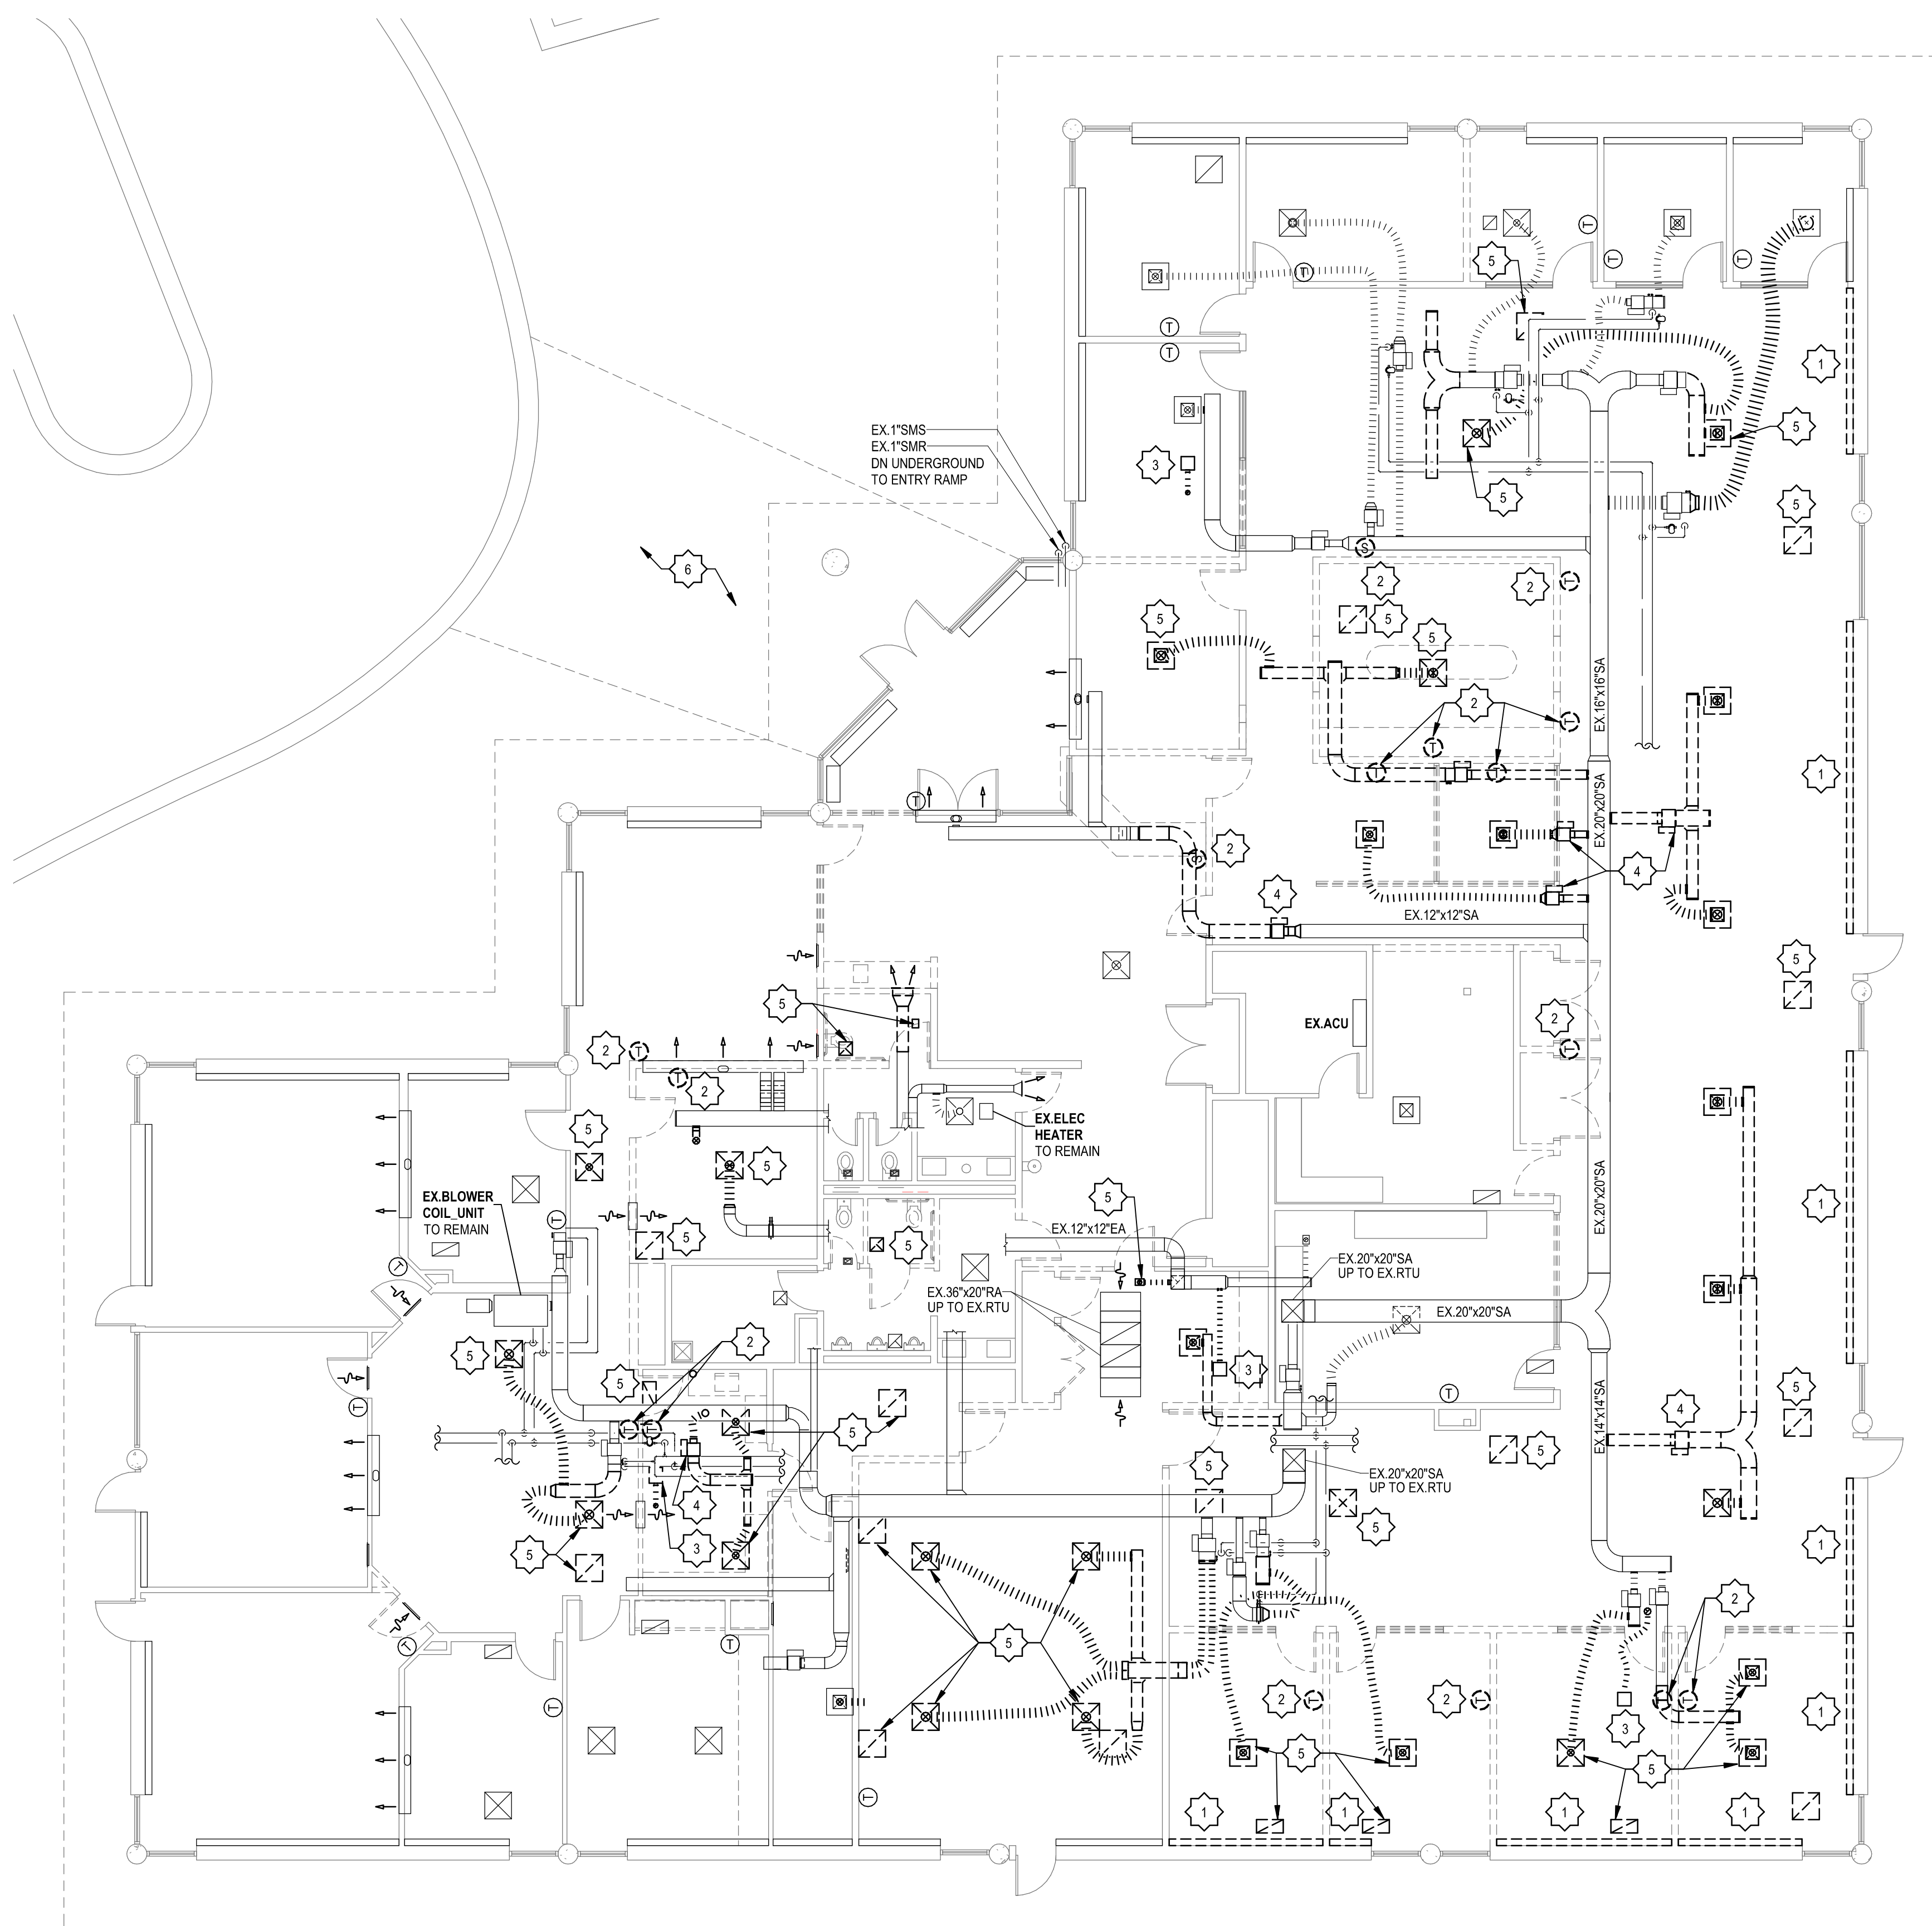 5
1
EX.1"SMS
EX.1"SMR
DN UNDERGROUND
TO ENTRY RAMP
T
T
T
T
T
T
5
3
5
5
6
S
2
2
T
5
5
5
EX.16"x16"SA
2
T
T
T
T
1
T
EX.20"x20"SA
2
S
4
4
EX.12"x12"SA
5
5
EX.ACU
2
T
2
T
T
2
5
EX.ELEC
HEATER
TO REMAIN
5
EX.BLOWER
COIL_UNIT
TO REMAIN
T
5
5
5
EX.12"x12"EA
EX.20"x20"SA
1
T
EX.20"x20"SA
UP TO EX.RTU
EX.36"x20"RA
UP TO EX.RTU
EX.20"x20"SA
2
5
5
3
T
T
5
T
T
5
4
5
EX.14"x14"SA
5
5
EX.20"x20"SA
UP TO EX.RTU
4
5
3
5
1
2
T
T
T
5
2
T
2
T
T
T
3
1
5
5
T
1
1
1
1